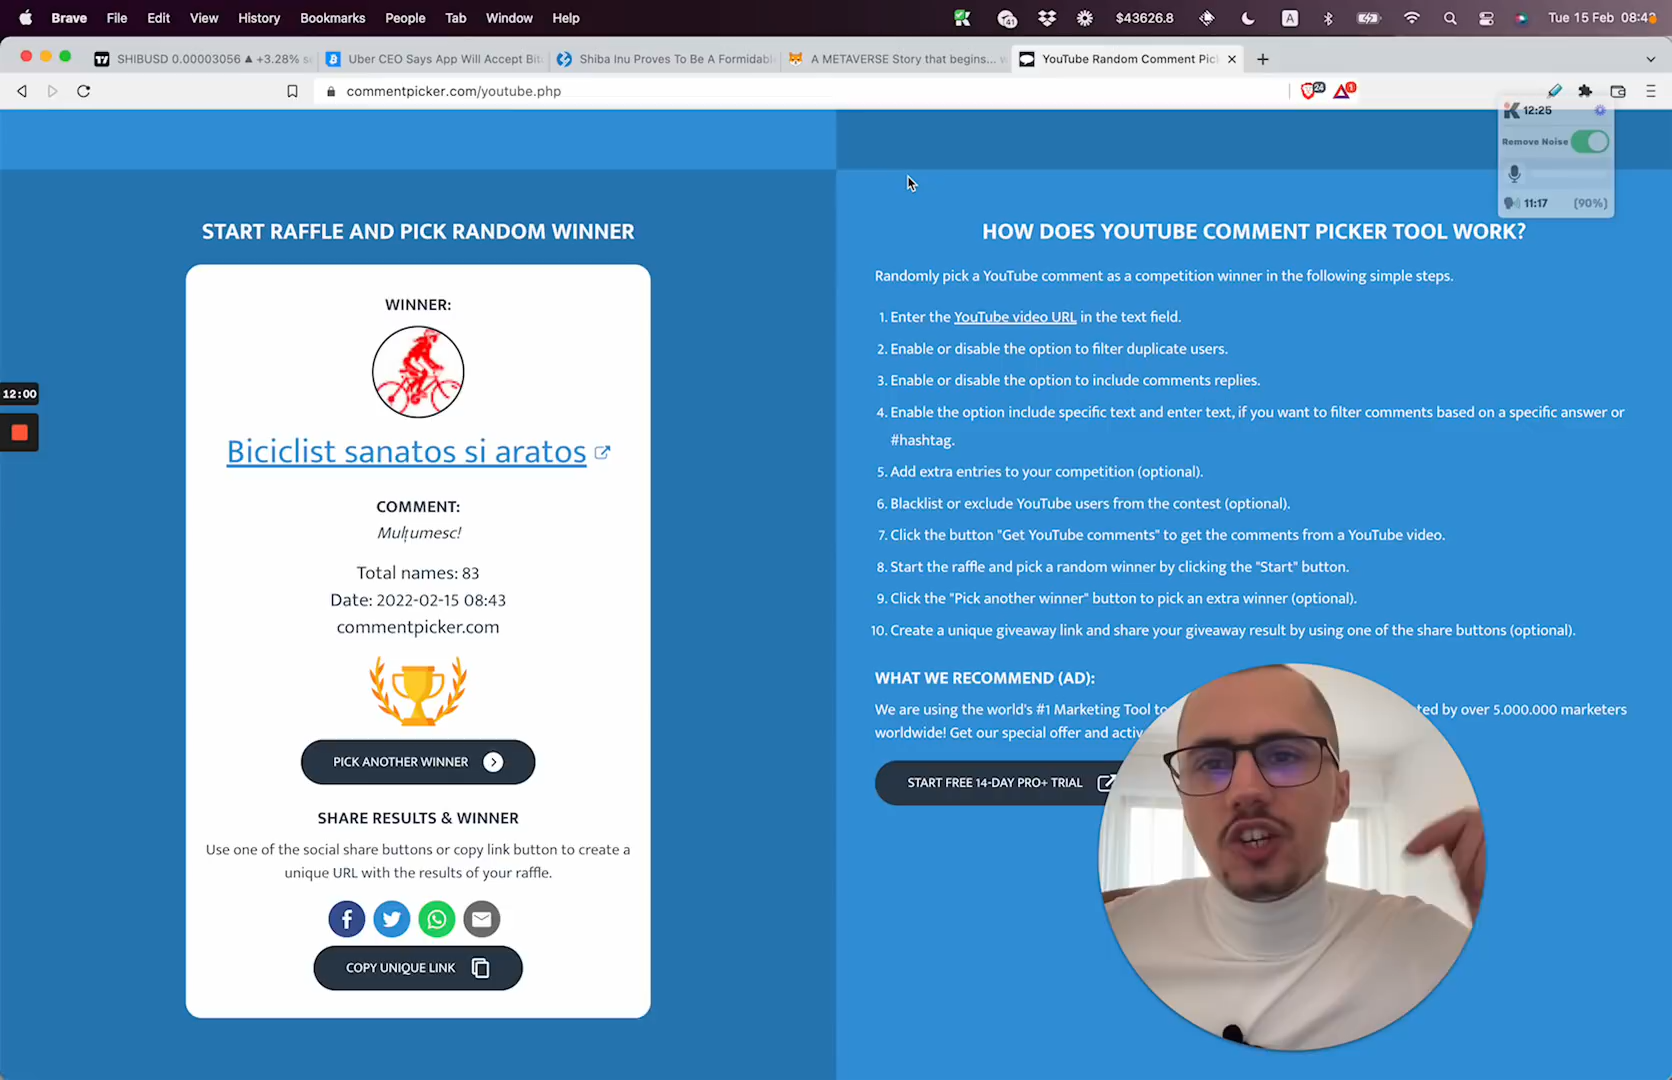 Brave File Edit View History Bookmarks People Tab Window Help
41
$43626.8
A
Tue 15 Feb 08:43
SHIBUSD 0.00003056 ▲ +3.28%
Uber CEO Says App Will Accept Bit
Shiba Inu Proves To Be A Formidabl
A METAVERSE Story that begins...
YouTube Random Comment Pic
commentpicker.com/youtube.php
24
1
12:25
Remove Noise
11:17 (90%)
12:00
START RAFFLE AND PICK RANDOM WINNER
WINNER:
Biciclist sanatos si aratos
COMMENT:
Mulțumesc!
Total names: 83
Date: 2022-02-15 08:43
commentpicker.com
PICK ANOTHER WINNER
SHARE RESULTS & WINNER
Use one of the social share buttons or copy link button to create a
unique URL with the results of your raffle.
COPY UNIQUE LINK
HOW DOES YOUTUBE COMMENT PICKER TOOL WORK?
Randomly pick a YouTube comment as a competition winner in the following simple steps.
1. Enter the YouTube video URL in the text field.
2. Enable or disable the option to filter duplicate users.
3. Enable or disable the option to include comments replies.
4. Enable the option include specific text and enter text, if you want to filter comments based on a specific answer or
#hashtag.
5. Add extra entries to your competition (optional).
6. Blacklist or exclude YouTube users from the contest (optional).
7. Click the button "Get YouTube comments" to get the comments from a YouTube video.
8. Start the raffle and pick a random winner by clicking the "Start" button.
9. Click the "Pick another winner" button to pick an extra winner (optional).
10. Create a unique giveaway link and share your giveaway result by using one of the share buttons (optional).
WHAT WE RECOMMEND (AD):
We are using the world's #1 Marketing Tool to ted by over 5.000.000 marketers
worldwide! Get our special offer and activ
START FREE 14-DAY PRO+ TRIAL